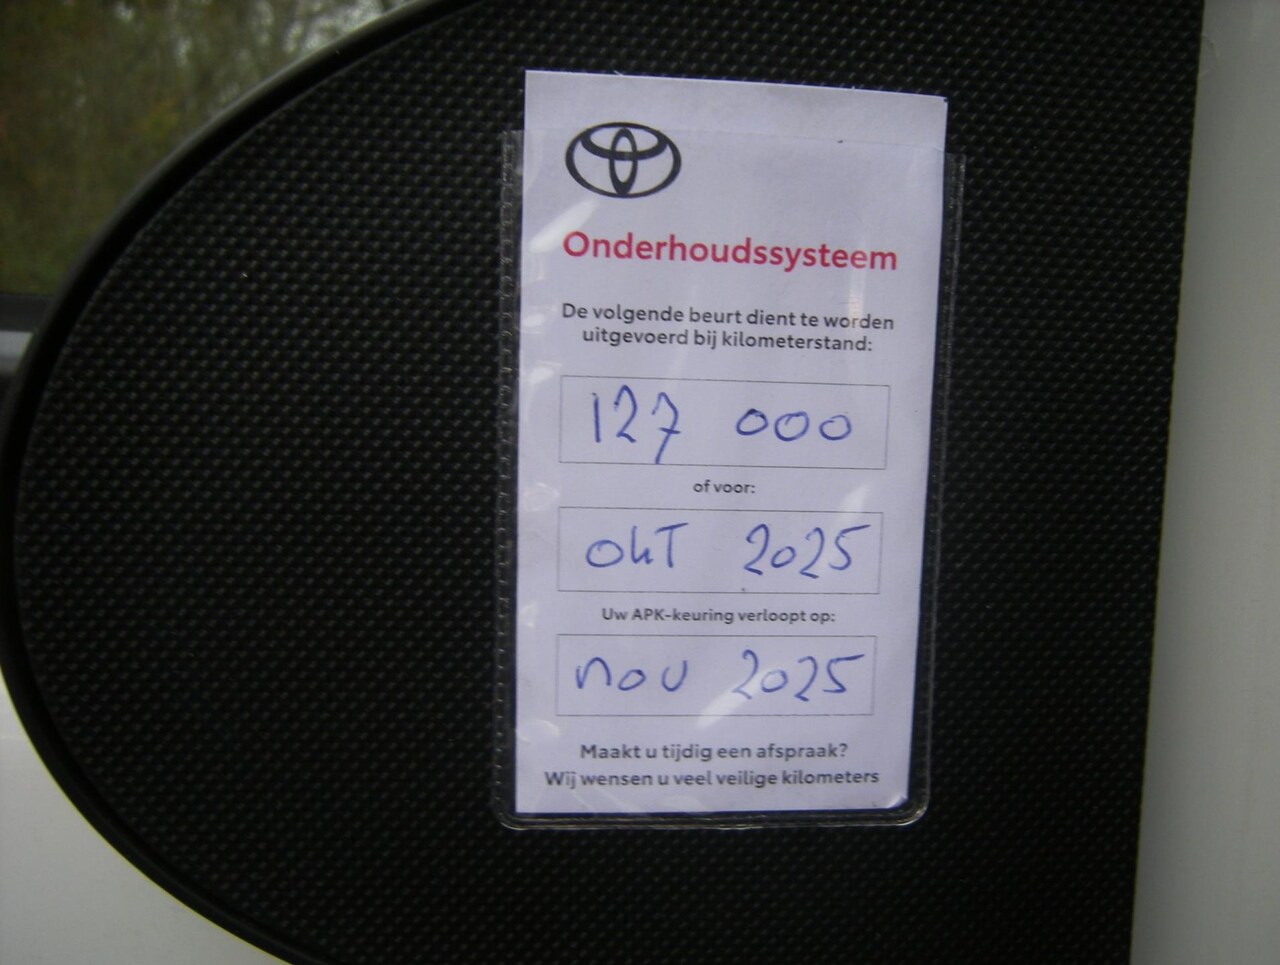 Onderhoudssysteem
De volgende beurt dient te worden
uitgevoerd bij kilometerstand:
127 000
of voor:
okt 2025
Uw APK-keuring verloopt op:
nov 2025
Maakt u tijdig een afspraak?
Wij wensen u veel veilige kilometers